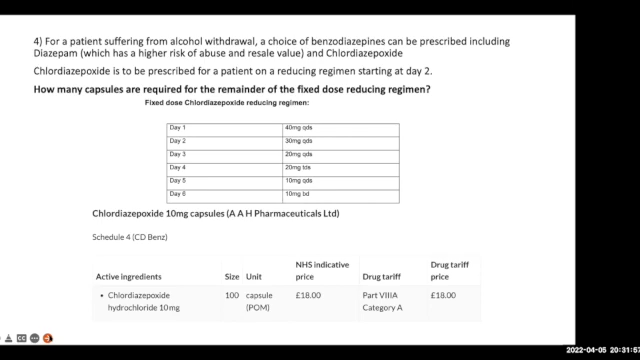 4) For a patient suffering from alcohol withdrawal, a choice of benzodiazepines can be prescribed including
Diazepam (which has a higher risk of abuse and resale value) and Chlordiazepoxide
Chlordiazepoxide is to be prescribed for a patient on a reducing regimen starting at day 2.
How many capsules are required for the remainder of the fixed dose reducing regimen?
Fixed dose Chlordiazepoxide reducing regimen:
Day 1 40mg qds
Day 2 30mg qds
Day 3 20mg qds
Day 4 20mg tds
Day 5 10mg qds
Day 6 10mg bd
Chlordiazepoxide 10mg capsules (A A H Pharmaceuticals Ltd)
Schedule 4 (CD Benz)
Active ingredients Size Unit NHS indicative price Drug tariff Drug tariff price
• Chlordiazepoxide hydrochloride 10mg 100 capsule (POM) £18.00 Part VIIIA Category A £18.00
CC
2022-04-05 20:31:57